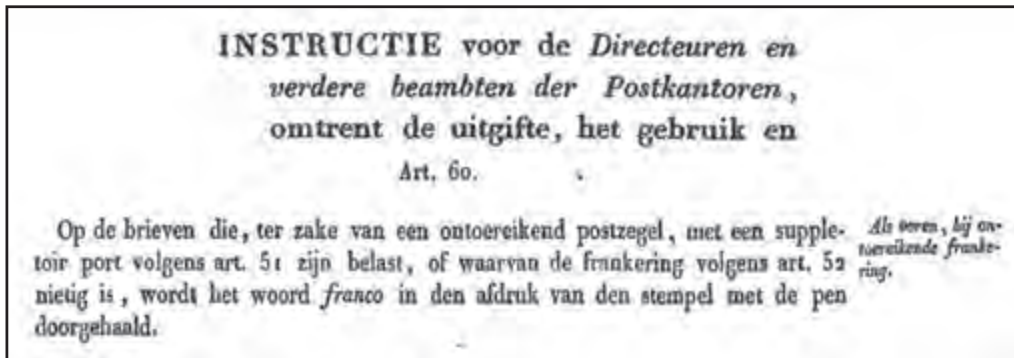 INSTRUCTIE voor de Directeuren en
verdere beambten der Postkantoren,
omtrent de uitgifte, het gebruik en
Art. 60.
Op de brieven die, ter zake van een ontoereikend postzegel, met een supple-
toir port volgens art. 51 zijn belast, of waarvan de frankering volgens art. 52
nietig is, wordt het woord franco in den afdruk van den stempel met de pen
doorgehaald.
Als boven, bij on-
toereikende franke-
ring.